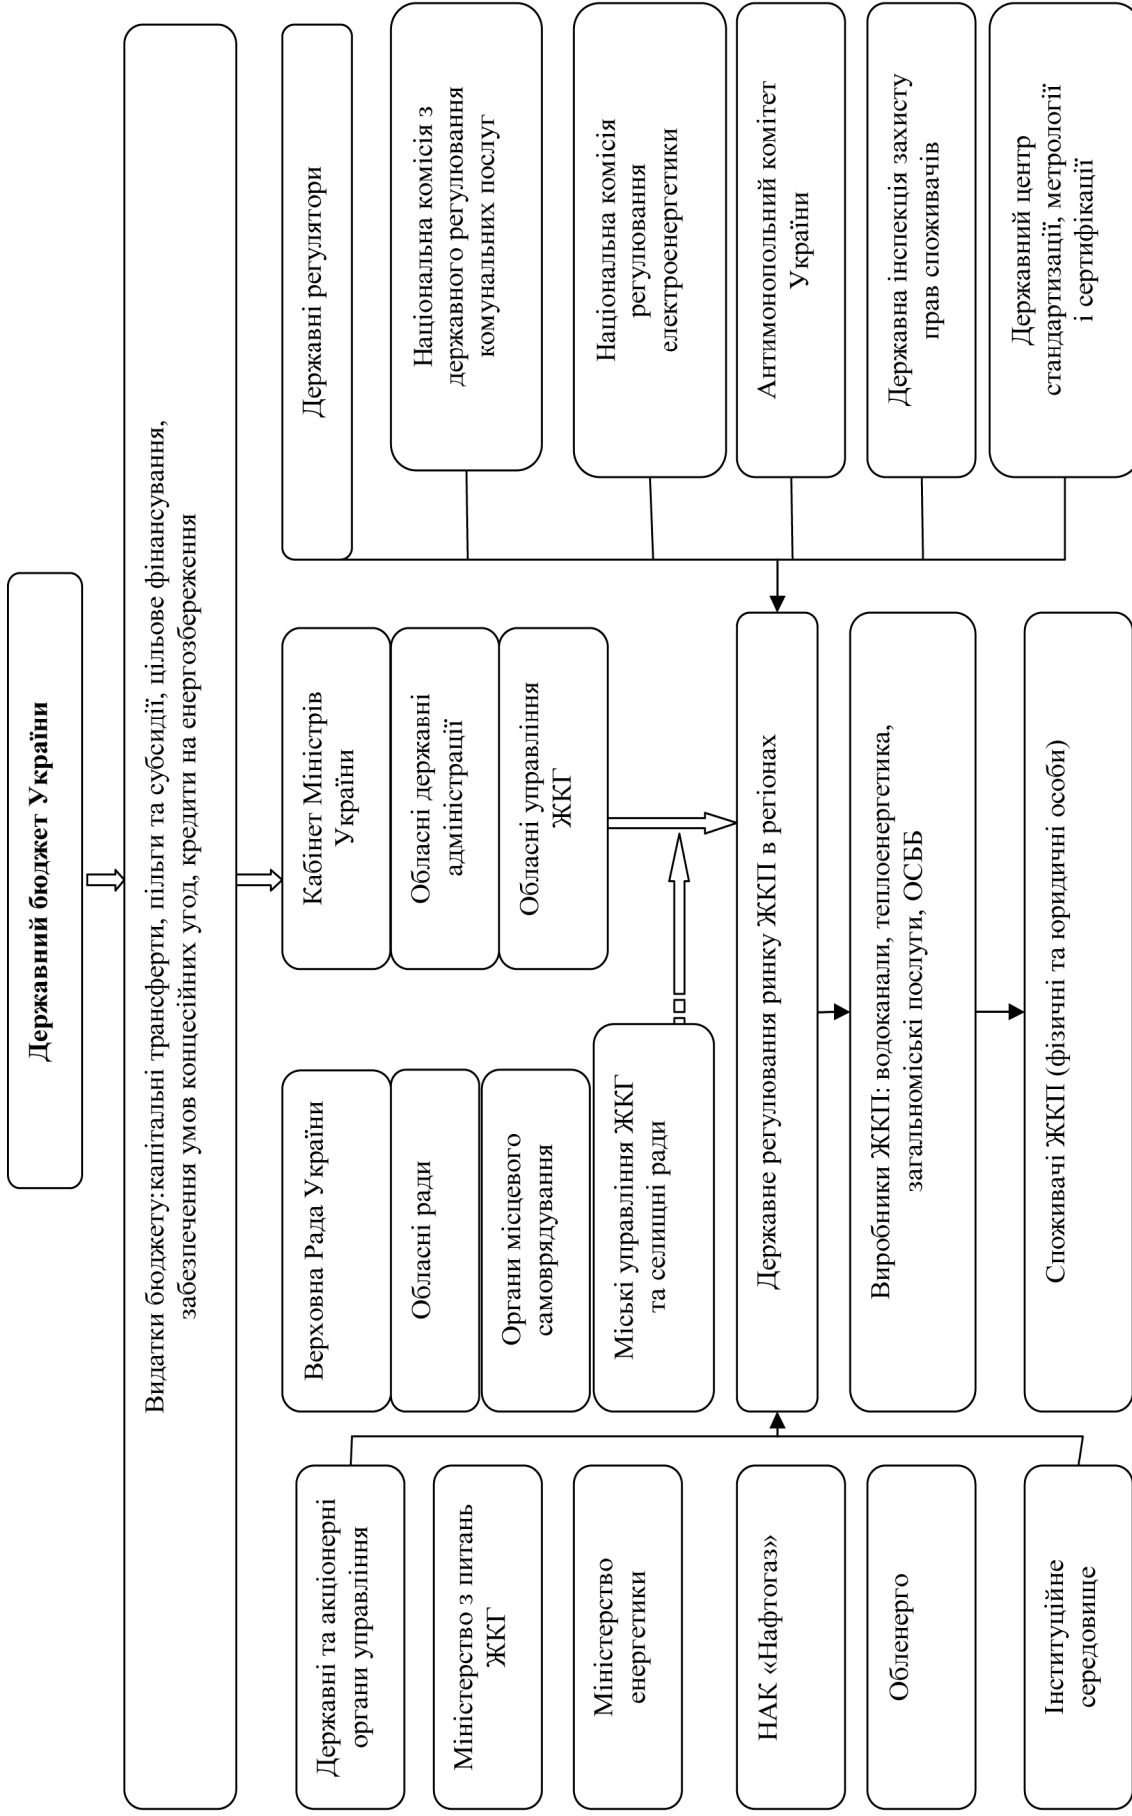 Державний бюджет України
Видатки бюджету:капітальні трансферти, пільги та субсидії, цільове фінансування,
забезпечення умов концесійних угод, кредити на енергозбереження
Державні та акціонерні
органи управління
Міністерство з питань
ЖКГ
Міністерство
енергетики
НАК «Нафтогаз»
Обленерго
Інституційне
середовище
Верховна Рада України
Обласні ради
Органи місцевого
самоврядування
Міські управління ЖКГ
та селищні ради
Кабінет Міністрів
України
Обласні державні
адміністрації
Обласні управління
ЖКГ
Державне регулювання ринку ЖКП в регіонах
Виробники ЖКП: водоканали, теплоенергетика,
загальноміські послуги, ОСББ
Споживачі ЖКП (фізичні та юридичні особи)
Державні регулятори
Національна комісія з
державного регулювання
комунальних послуг
Національна комісія
регулювання
електроенергетики
Антимонопольний комітет
України
Державна інспекція захисту
прав споживачів
Державний центр
стандартизації, метрології
і сертифікації